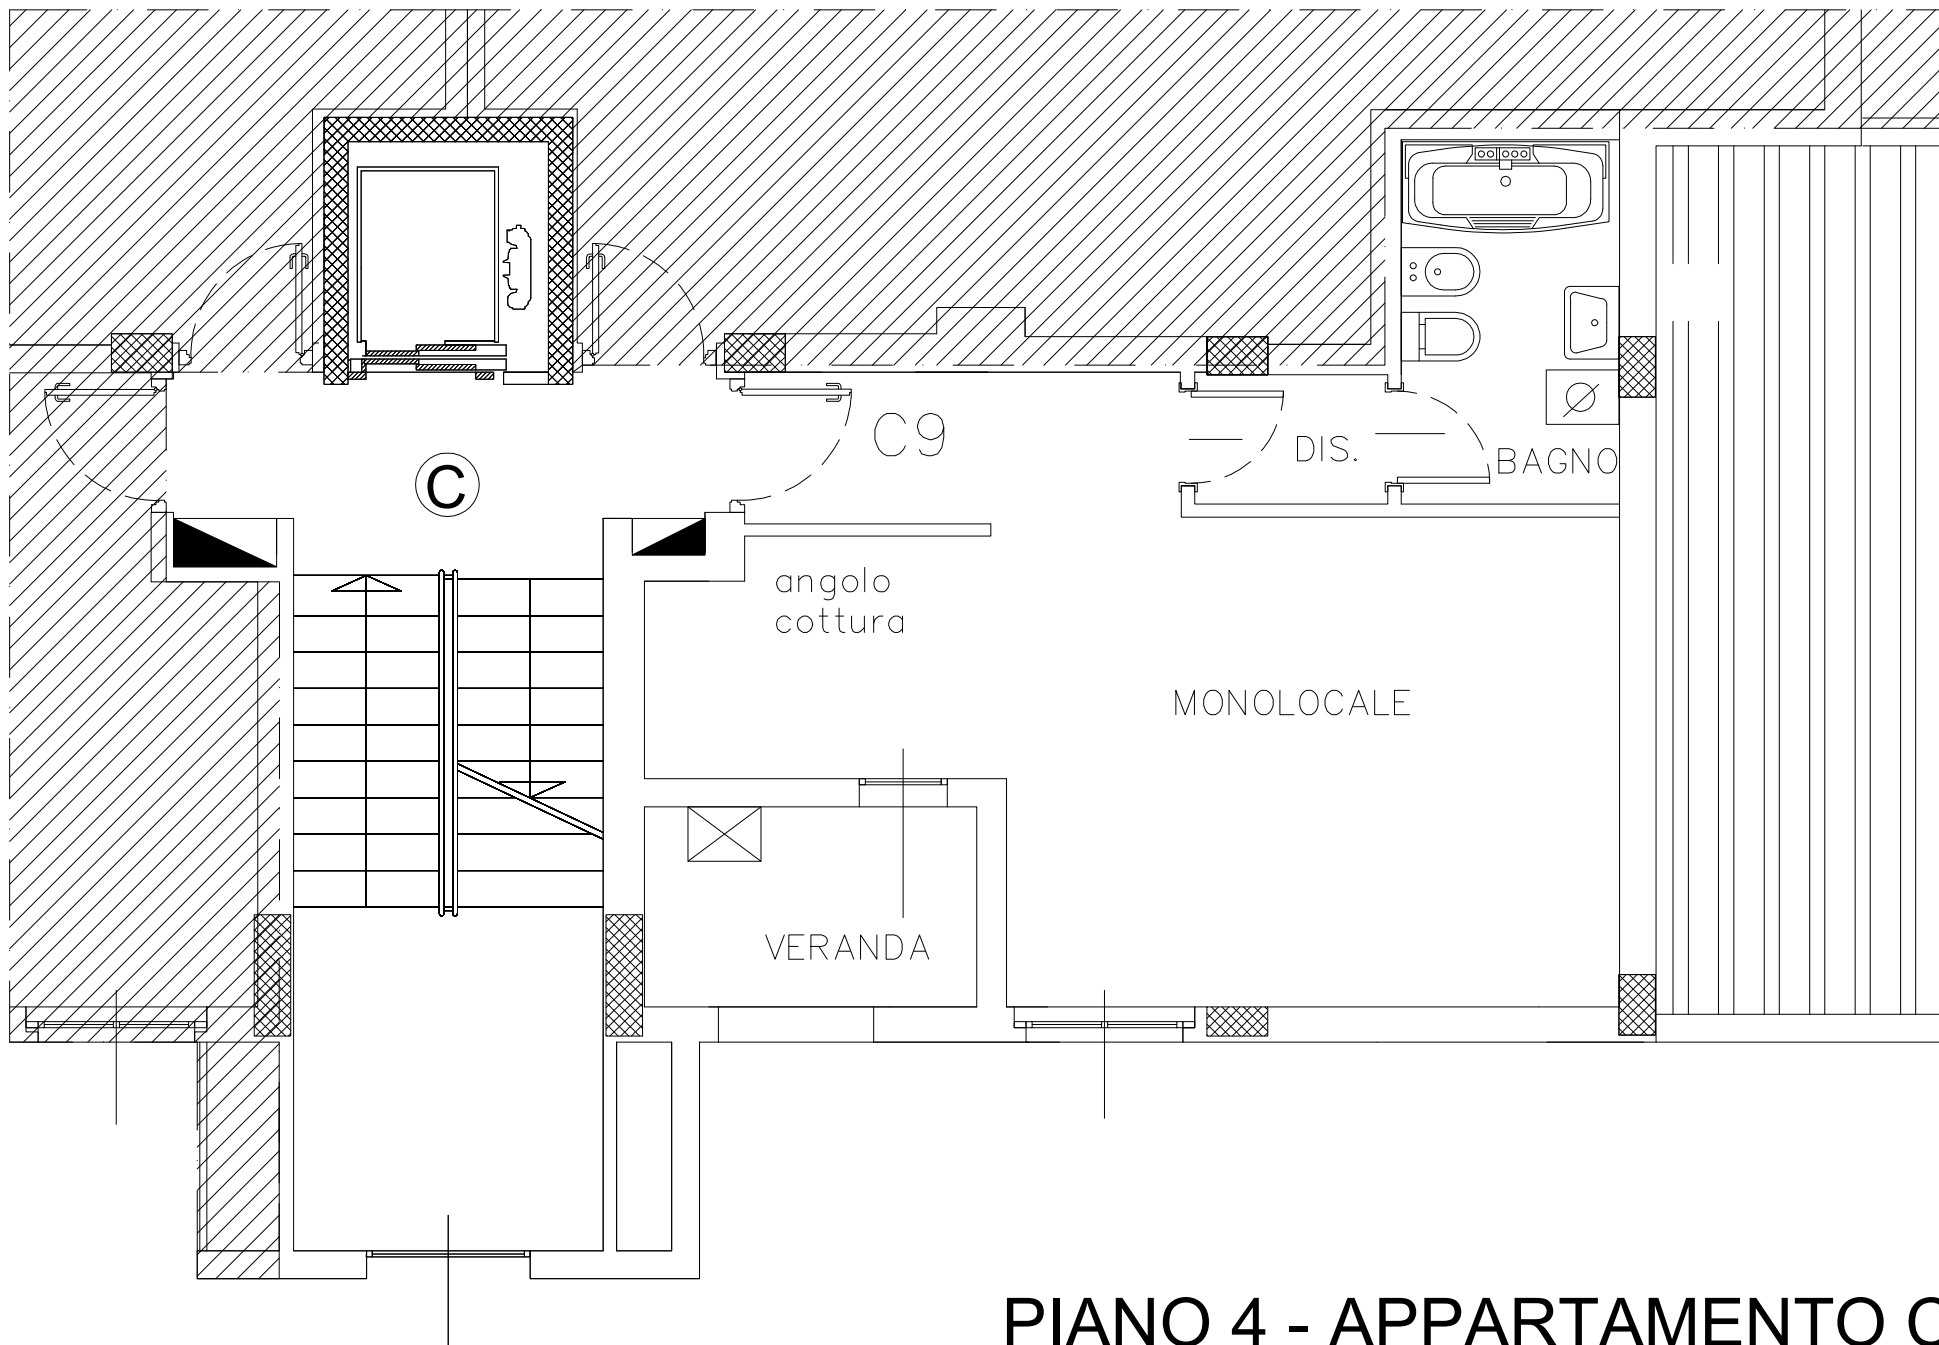 C9
DIS.
BAGNO
C
angolo
cottura
MONOLOCALE
VERANDA
PIANO 4 - APPARTAMENTO